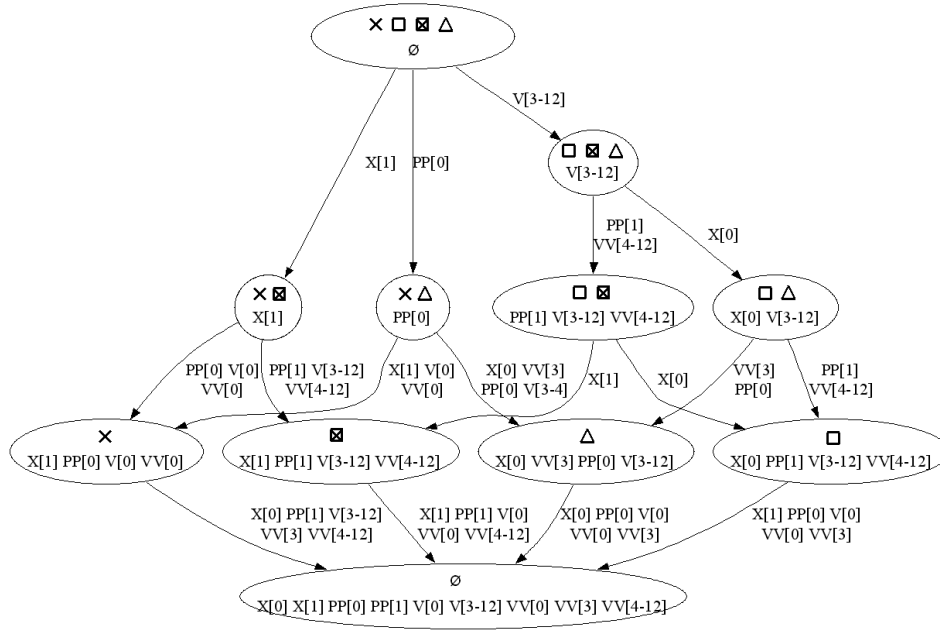 ∅
V[3-12]
X[1]
PP[0]
V[3-12]
PP[1]
VV[4-12]
X[0]
X[1]
PP[0]
PP[1] V[3-12] VV[4-12]
X[0] V[3-12]
PP[0] V[0]
VV[0]
PP[1] V[3-12]
VV[4-12]
X[1] V[0]
VV[0]
X[0] VV[3]
PP[0] V[3-4]
X[1]
X[0]
VV[3]
PP[0]
PP[1]
VV[4-12]
X[1] PP[0] V[0] VV[0]
X[1] PP[1] V[3-12] VV[4-12]
X[0] VV[3] PP[0] V[3-12]
X[0] PP[1] V[3-12] VV[4-12]
X[0] PP[1] V[3-12]
VV[3] VV[4-12]
X[1] PP[1] V[0]
VV[0] VV[4-12]
X[0] PP[0] V[0]
VV[0] VV[3]
X[1] PP[0] V[0]
VV[0] VV[3]
∅
X[0] X[1] PP[0] PP[1] V[0] V[3-12] VV[0] VV[3] VV[4-12]